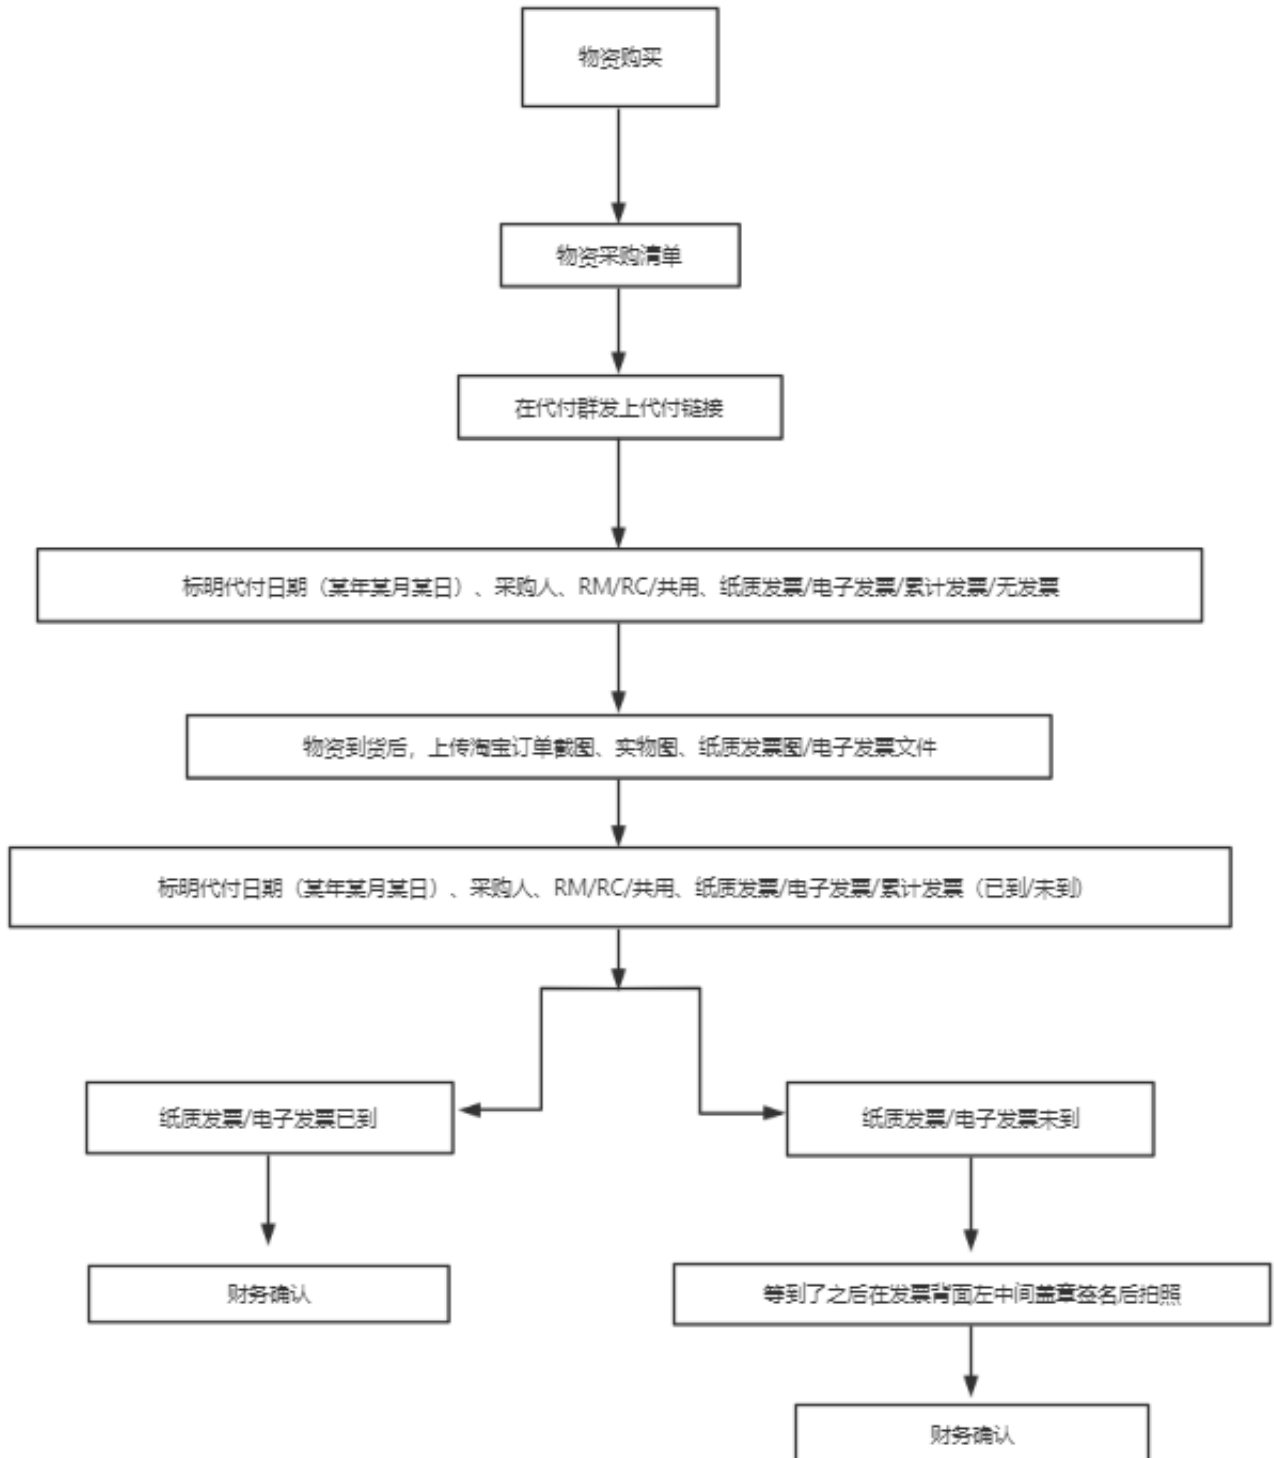 物资购买
物资采购清单
在代付群发上代付链接
标明代付日期（某年某月某日）、采购人、RM/RC/共用、纸质发票/电子发票/累计发票/无发票
物资到货后，上传淘宝订单截图、实物图、纸质发票图/电子发票文件
标明代付日期（某年某月某日）、采购人、RM/RC/共用、纸质发票/电子发票/累计发票（已到/未到）
纸质发票/电子发票已到
纸质发票/电子发票未到
财务确认
等到了之后在发票背面左中间盖章签名后拍照
财务确认